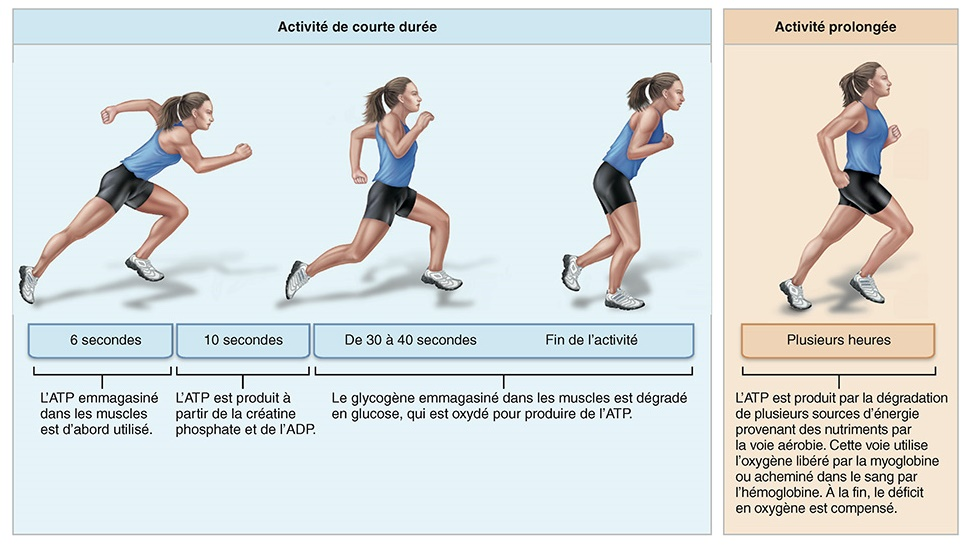 Activité de courte durée
Activité prolongée
6 secondes
10 secondes
De 30 à 40 secondes
Fin de l’activité
Plusieurs heures
L’ATP emmagasiné
dans les muscles
est d’abord utilisé.
L’ATP est produit à
partir de la créatine
phosphate et de l’ADP.
Le glycogène emmagasiné dans les muscles est dégradé
en glucose, qui est oxydé pour produire de l’ATP.
L’ATP est produit par la dégradation
de plusieurs sources d’énergie
provenant des nutriments par
la voie aérobie. Cette voie utilise
l’oxygène libéré par la myoglobine
ou acheminé dans le sang par
l’hémoglobine. À la fin, le déficit
en oxygène est compensé.